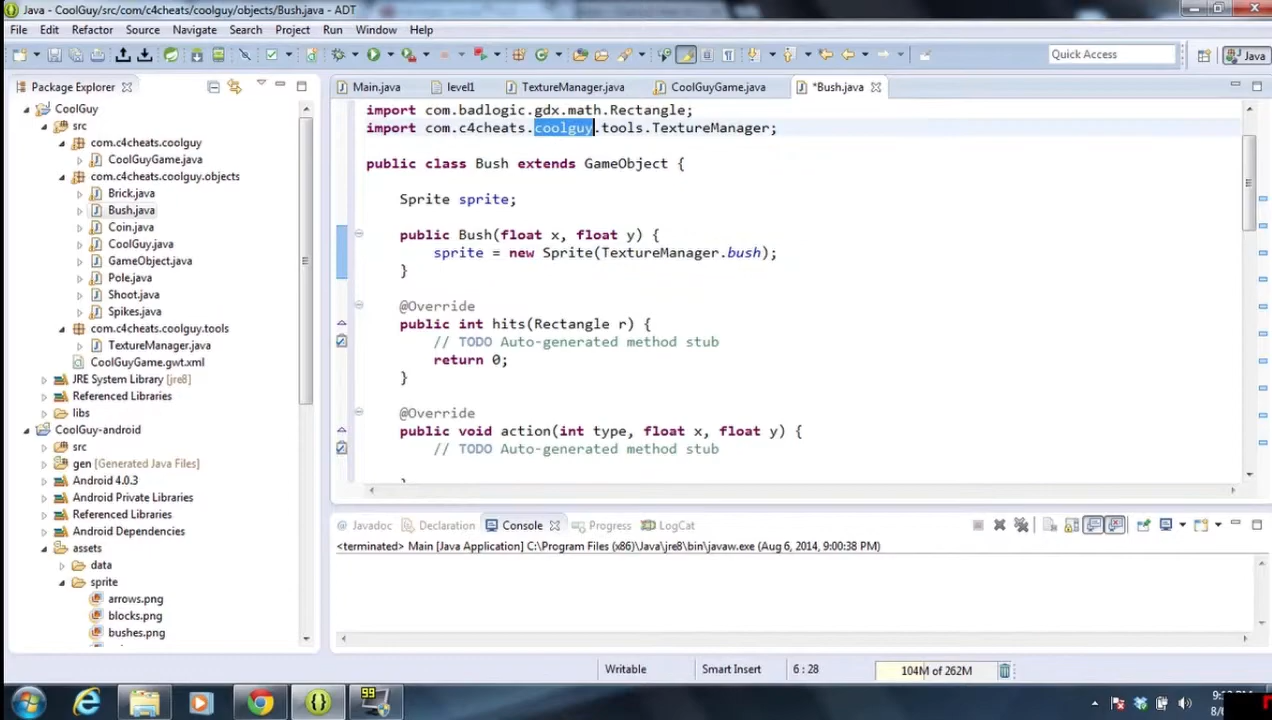 Java - CoolGuy/src/com/c4cheats/coolguy/objects/Bush.java - ADT
File Edit Refactor Source Navigate Search Project Run Window Help
Quick Access
Java
Package Explorer
Main.java level1 TextureManager.java CoolGuyGame.java *Bush.java
CoolGuy
src
com.c4cheats.coolguy
CoolGuyGame.java
com.c4cheats.coolguy.objects
Brick.java
Bush.java
Coin.java
CoolGuy.java
GameObject.java
Pole.java
Shoot.java
Spikes.java
com.c4cheats.coolguy.tools
TextureManager.java
CoolGuyGame.gwt.xml
JRE System Library [jre8]
Referenced Libraries
libs
CoolGuy-android
src
gen [Generated Java Files]
Android 4.0.3
Android Private Libraries
Referenced Libraries
Android Dependencies
assets
data
sprite
arrows.png
blocks.png
bushes.png
import com.badlogic.gdx.math.Rectangle;
import com.c4cheats.coolguy.tools.TextureManager;
public class Bush extends GameObject {
Sprite sprite;
public Bush(float x, float y) {
sprite = new Sprite(TextureManager.bush);
}
@Override
public int hits(Rectangle r) {
// TODO Auto-generated method stub
return 0;
}
@Override
public void action(int type, float x, float y) {
// TODO Auto-generated method stub
Javadoc Declaration Console Progress LogCat
<terminated> Main [Java Application] C:\Program Files (x86)\Java\jre8\bin\javaw.exe (Aug 6, 2014, 9:00:38 PM)
Writable Smart Insert 6 : 28 104M of 262M
99